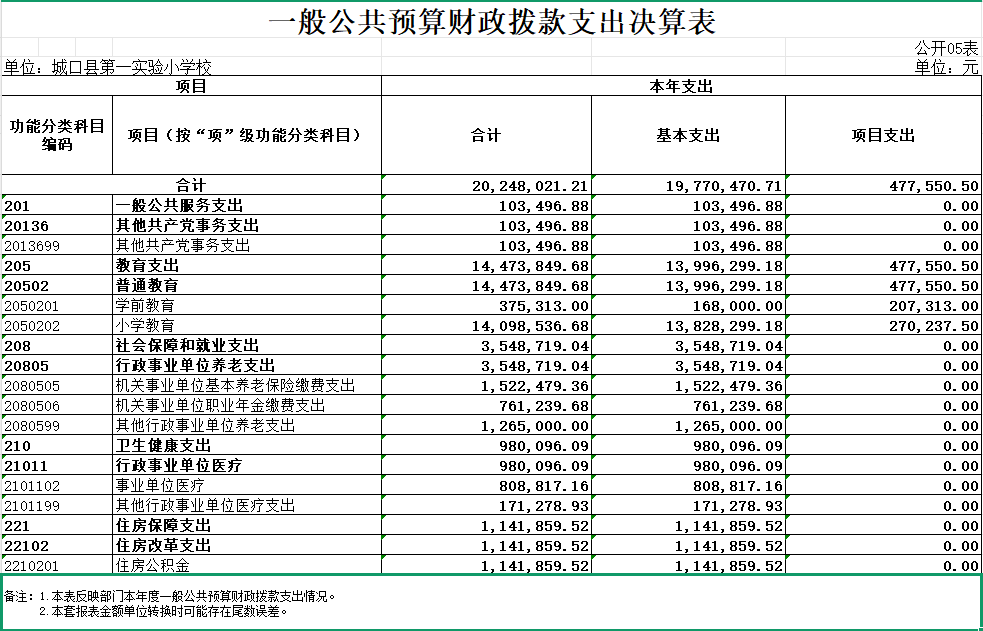 一般公共预算财政拨款支出决算表
公开05表
单位：城口县第一实验小学校 单位：元
项目 本年支出
功能分类科目编码 项目（按“项”级功能分类科目） 合计 基本支出 项目支出
合计 20,248,021.21 19,770,470.71 477,550.50
201 一般公共服务支出 103,496.88 103,496.88 0.00
20136 其他共产党事务支出 103,496.88 103,496.88 0.00
2013699 其他共产党事务支出 103,496.88 103,496.88 0.00
205 教育支出 14,473,849.68 13,996,299.18 477,550.50
20502 普通教育 14,473,849.68 13,996,299.18 477,550.50
2050201 学前教育 375,313.00 168,000.00 207,313.00
2050202 小学教育 14,098,536.68 13,828,299.18 270,237.50
208 社会保障和就业支出 3,548,719.04 3,548,719.04 0.00
20805 行政事业单位养老支出 3,548,719.04 3,548,719.04 0.00
2080505 机关事业单位基本养老保险缴费支出 1,522,479.36 1,522,479.36 0.00
2080506 机关事业单位职业年金缴费支出 761,239.68 761,239.68 0.00
2080599 其他行政事业单位养老支出 1,265,000.00 1,265,000.00 0.00
210 卫生健康支出 980,096.09 980,096.09 0.00
21011 行政事业单位医疗 980,096.09 980,096.09 0.00
2101102 事业单位医疗 808,817.16 808,817.16 0.00
2101199 其他行政事业单位医疗支出 171,278.93 171,278.93 0.00
221 住房保障支出 1,141,859.52 1,141,859.52 0.00
22102 住房改革支出 1,141,859.52 1,141,859.52 0.00
2210201 住房公积金 1,141,859.52 1,141,859.52 0.00
备注：1.本表反映部门本年度一般公共预算财政拨款支出情况。
2.本套报表金额单位转换时可能存在尾数误差。